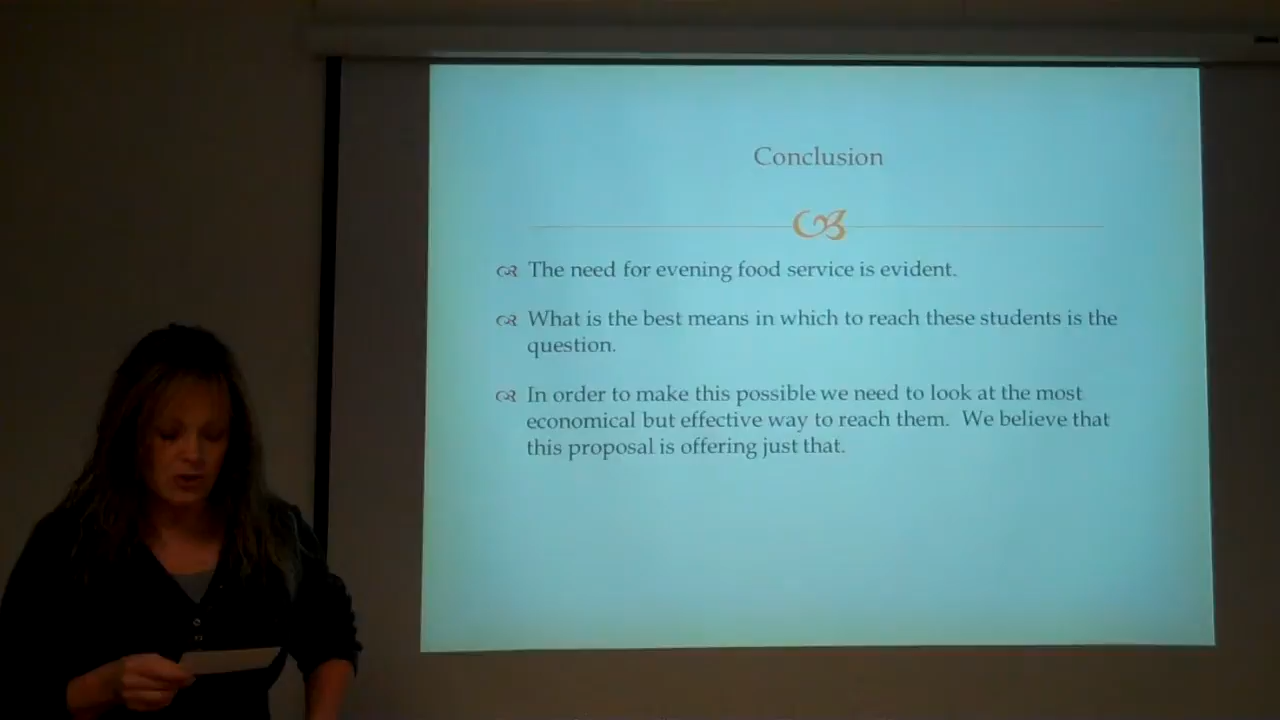 Conclusion
The need for evening food service is evident.
What is the best means in which to reach these students is the
question.
In order to make this possible we need to look at the most
economical but effective way to reach them.  We believe that
this proposal is offering just that.